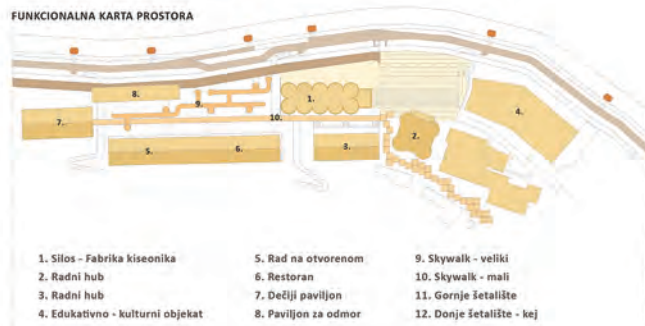 FUNKCIONALNA KARTA PROSTORA
8.
9.
1.
4.
7.
10.
2.
5.
6.
3.
1. Silos - Fabrika kiseonika
2. Radni hub
3. Radni hub
4. Edukativno - kulturni objekat
5. Rad na otvorenom
6. Restoran
7. Dečiji paviljon
8. Paviljon za odmor
9. Skywalk - veliki
10. Skywalk - mali
11. Gornje šetalište
12. Donje šetalište - kej